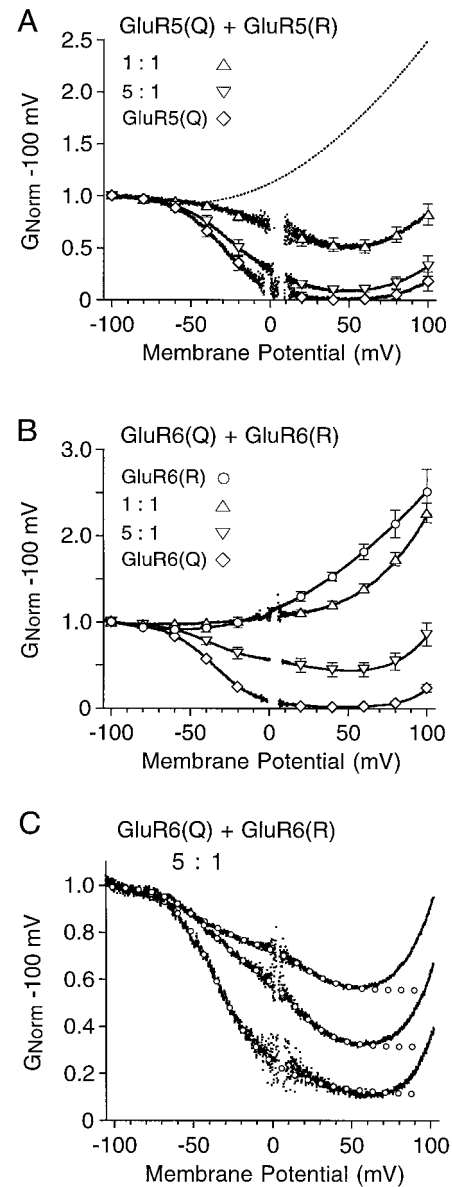 A
GluR5(Q) + GluR5(R)
2.5
1 : 1
5 : 1
2.0
GluR5(Q)
1.5
1.0
0.5
0
GNorm -100 mV
-100 -50 0 50 100
Membrane Potential (mV)
B
GluR6(Q) + GluR6(R)
3.0
GluR6(R)
1 : 1
5 : 1
2.0
GluR6(Q)
1.0
0
GNorm -100 mV
-100 -50 0 50 100
Membrane Potential (mV)
C
GluR6(Q) + GluR6(R)
5 : 1
1.0
0.8
0.6
0.4
0.2
0
GNorm -100 mV
-100 -50 0 50 100
Membrane Potential (mV)